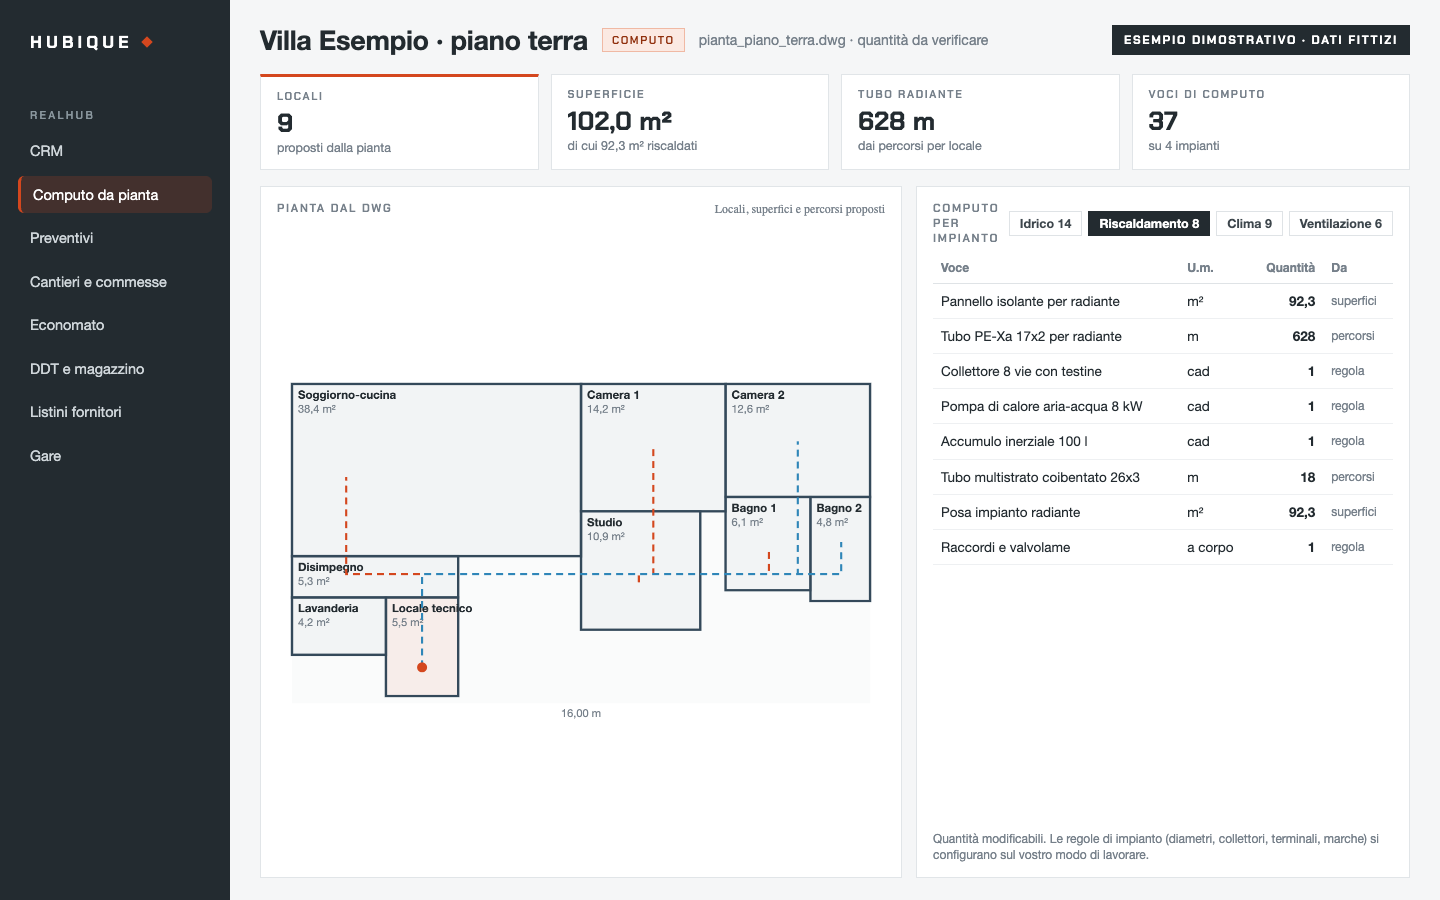 HUBIQUE
REALHUB
CRM
Computo da pianta
Preventivi
Cantieri e commesse
Economato
DDT e magazzino
Listini fornitori
Gare
Villa Esempio · piano terra
COMPUTO
pianta_piano_terra.dwg · quantità da verificare
ESEMPIO DIMOSTRATIVO · DATI FITTIZI
LOCALI
9
proposti dalla pianta
SUPERFICIE
102,0 m²
di cui 92,3 m² riscaldati
TUBO RADIANTE
628 m
dai percorsi per locale
VOCI DI COMPUTO
37
su 4 impianti
PIANTA DAL DWG
Locali, superfici e percorsi proposti
Soggiorno-cucina
38,4 m²
Camera 1
14,2 m²
Camera 2
12,6 m²
Studio
10,9 m²
Bagno 1
6,1 m²
Bagno 2
4,8 m²
Disimpegno
5,3 m²
Lavanderia
4,2 m²
Locale tecnico
5,5 m²
16,00 m
COMPUTO
PER
IMPIANTO
Idrico 14
Riscaldamento 8
Clima 9
Ventilazione 6
Voce U.m. Quantità Da
Pannello isolante per radiante m² 92,3 superfici
Tubo PE-Xa 17x2 per radiante m 628 percorsi
Collettore 8 vie con testine cad 1 regola
Pompa di calore aria-acqua 8 kW cad 1 regola
Accumulo inerziale 100 l cad 1 regola
Tubo multistrato coibentato 26x3 m 18 percorsi
Posa impianto radiante m² 92,3 superfici
Raccordi e valvolame a corpo 1 regola
Quantità modificabili. Le regole di impianto (diametri, collettori, terminali, marche) si
configurano sul vostro modo di lavorare.